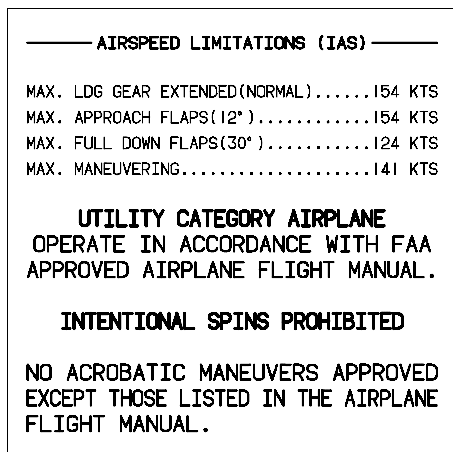 AIRSPEED LIMITATIONS (IAS)
MAX. LDG GEAR EXTENDED(NORMAL)......154 KTS
MAX. APPROACH FLAPS(12°)............154 KTS
MAX. FULL DOWN FLAPS(30°)...........124 KTS
MAX. MANEUVERING....................141 KTS
UTILITY CATEGORY AIRPLANE
OPERATE IN ACCORDANCE WITH FAA
APPROVED AIRPLANE FLIGHT MANUAL.
INTENTIONAL SPINS PROHIBITED
NO ACROBATIC MANEUVERS APPROVED
EXCEPT THOSE LISTED IN THE AIRPLANE
FLIGHT MANUAL.